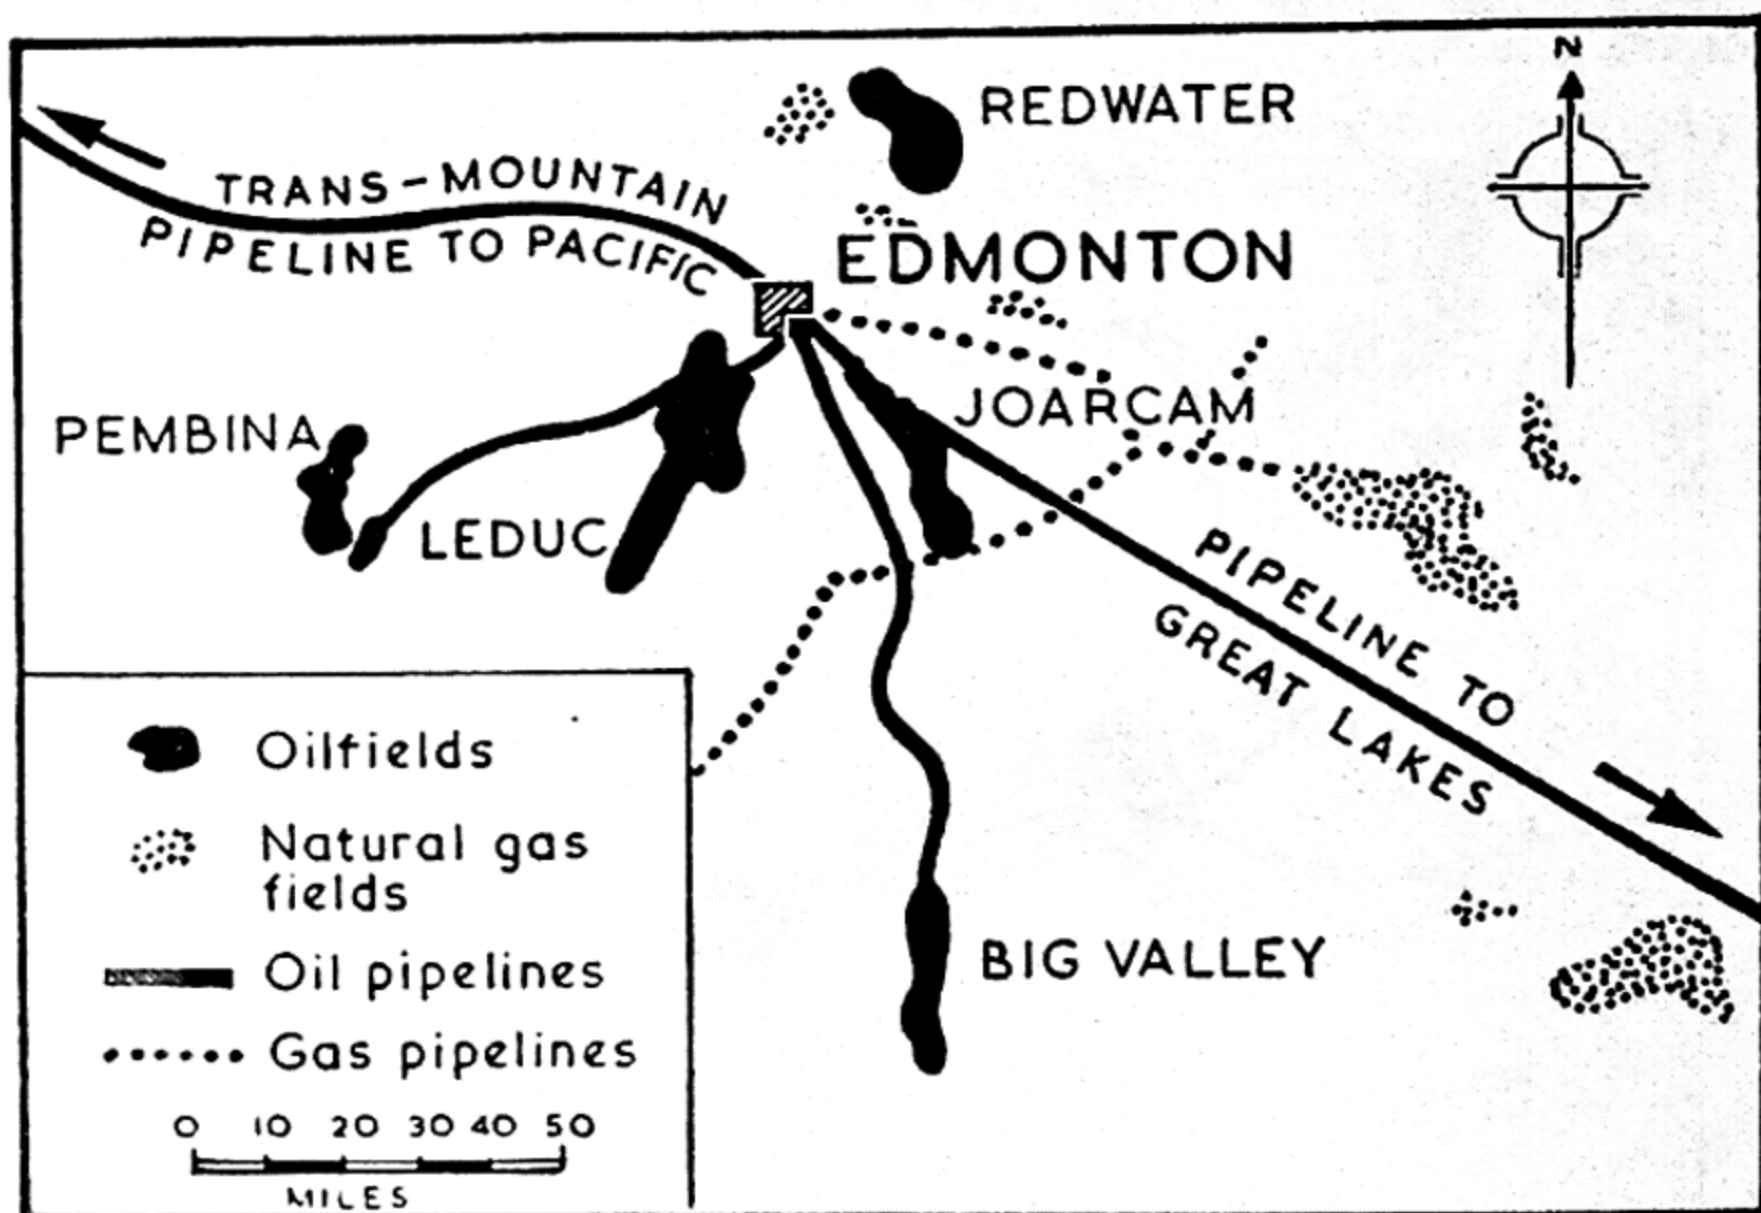 N
REDWATER
TRANS-MOUNTAIN
PIPELINE TO PACIFIC
EDMONTON
JOARCAM
PEMBINA
LEDUC
PIPELINE TO
GREAT LAKES
BIG VALLEY
Oilfields
Natural gas
fields
Oil pipelines
Gas pipelines
0 10 20 30 40 50
MILES